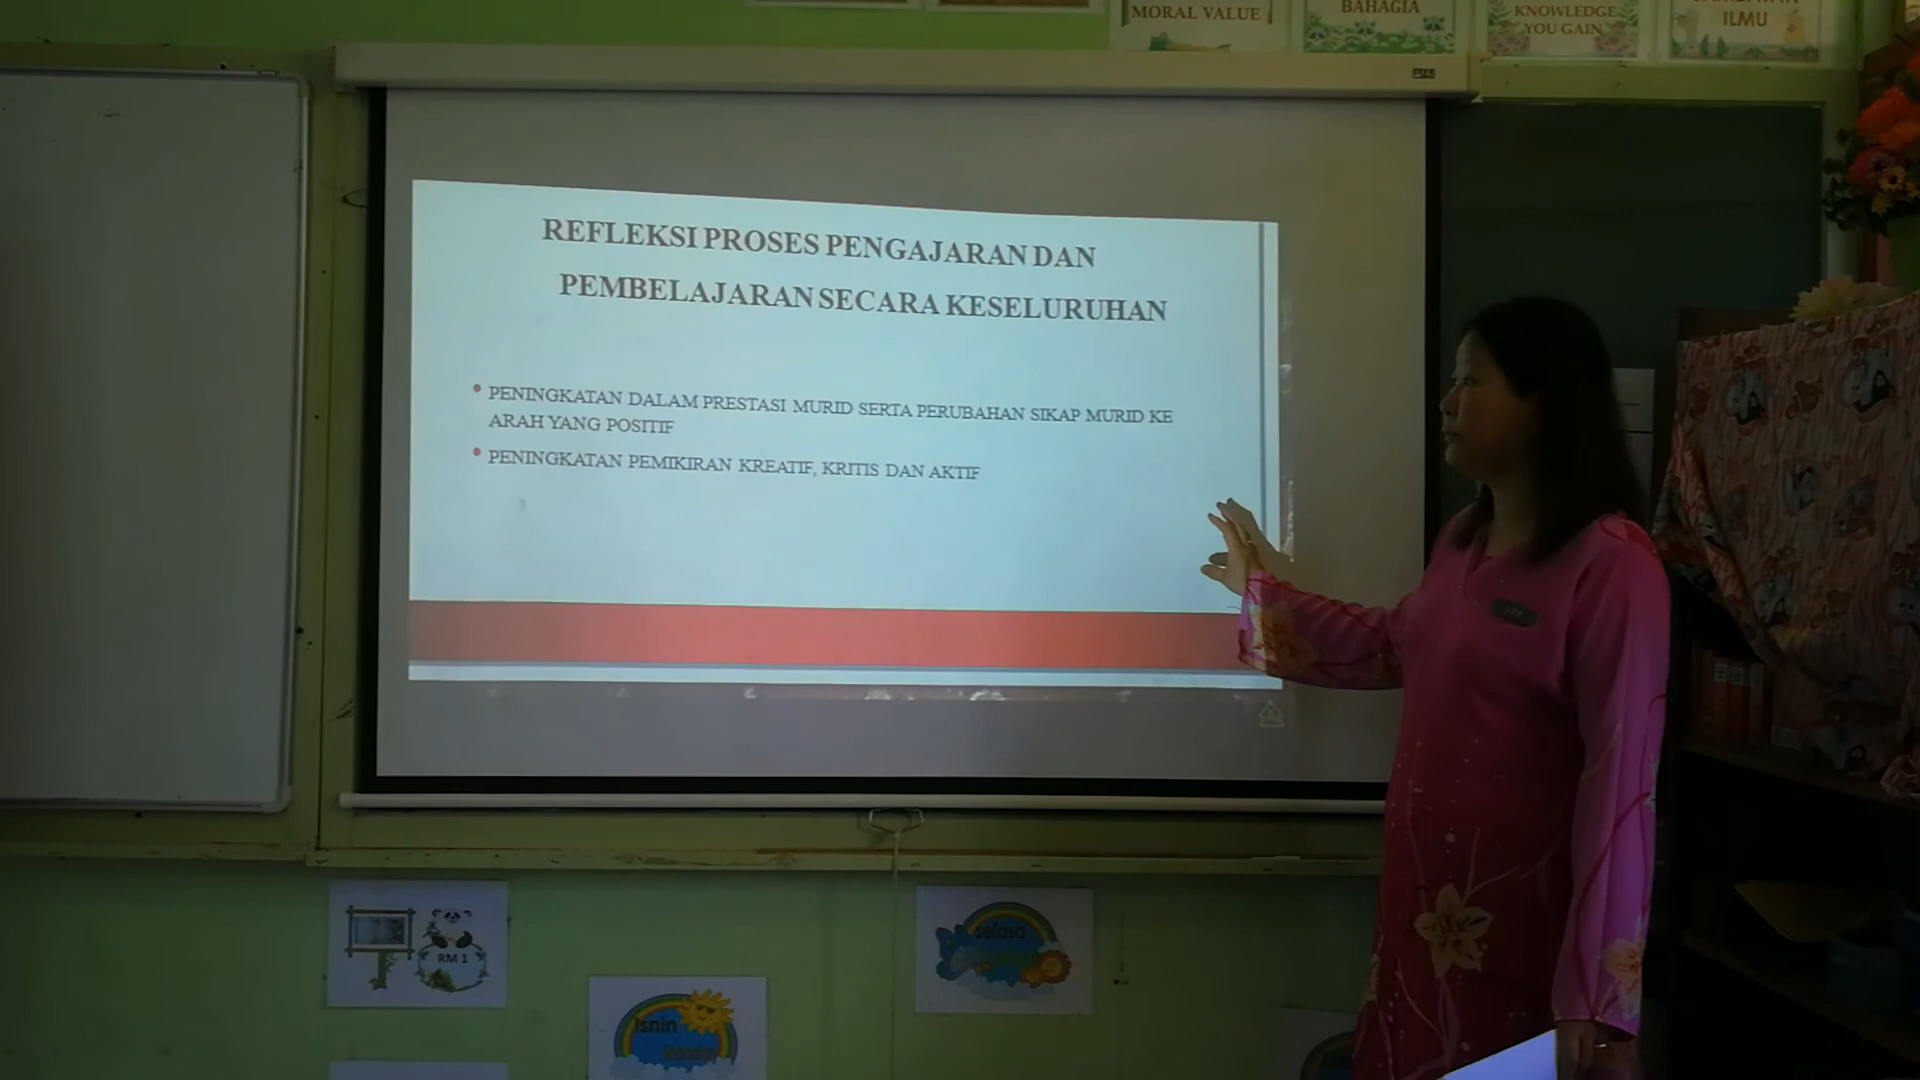 MORAL VALUE
BAHAGIA
KNOWLEDGE
YOU GAIN
ILMU
REFLEKSI PROSES PENGAJARAN DAN
PEMBELAJARAN SECARA KESELURUHAN
• PENINGKATAN DALAM PRESTASI MURID SERTA PERUBAHAN SIKAP MURID KE
ARAH YANG POSITIF
• PENINGKATAN PEMIKIRAN KREATIF, KRITIS DAN AKTIF
RM 1
selasa
Isnin
Monday